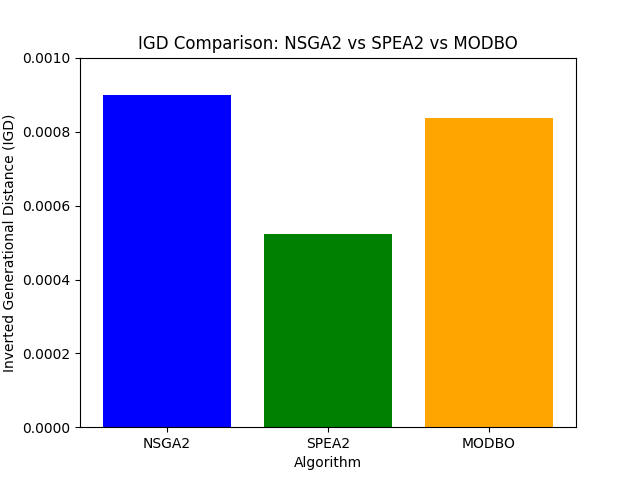 IGD Comparison: NSGA2 vs SPEA2 vs MODBO
Inverted Generational Distance (IGD)
0.0010
0.0008
0.0006
0.0004
0.0002
0.0000
NSGA2
SPEA2
MODBO
Algorithm